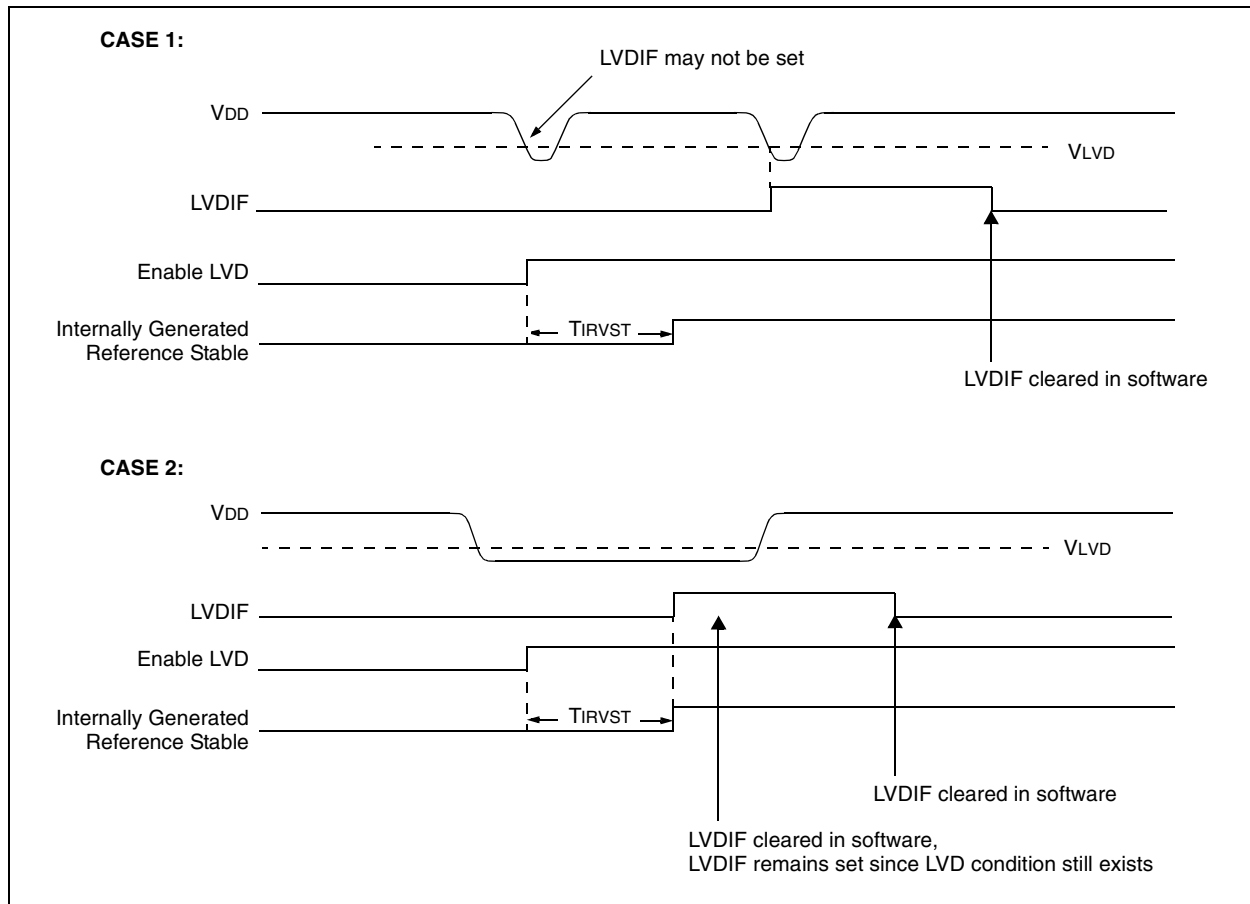 CASE 1:
LVDIF may not be set
VDD
VLVD
LVDIF
Enable LVD
Internally Generated
Reference Stable
TIRVST
LVDIF cleared in software
CASE 2:
VDD
VLVD
LVDIF
Enable LVD
Internally Generated
Reference Stable
TIRVST
LVDIF cleared in software
LVDIF cleared in software,
LVDIF remains set since LVD condition still exists